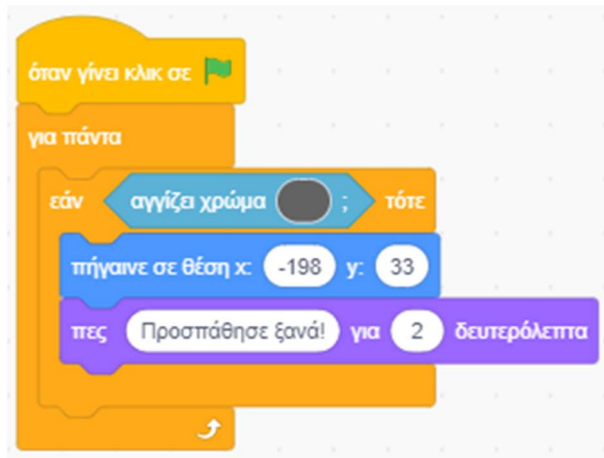 όταν γίνει κλικ σε
για πάντα
εάν αγγίζει χρώμα ; τότε
πήγαινε σε θέση x: -198 y: 33
πες Προσπάθησε ξανά! για 2 δευτερόλεπτα